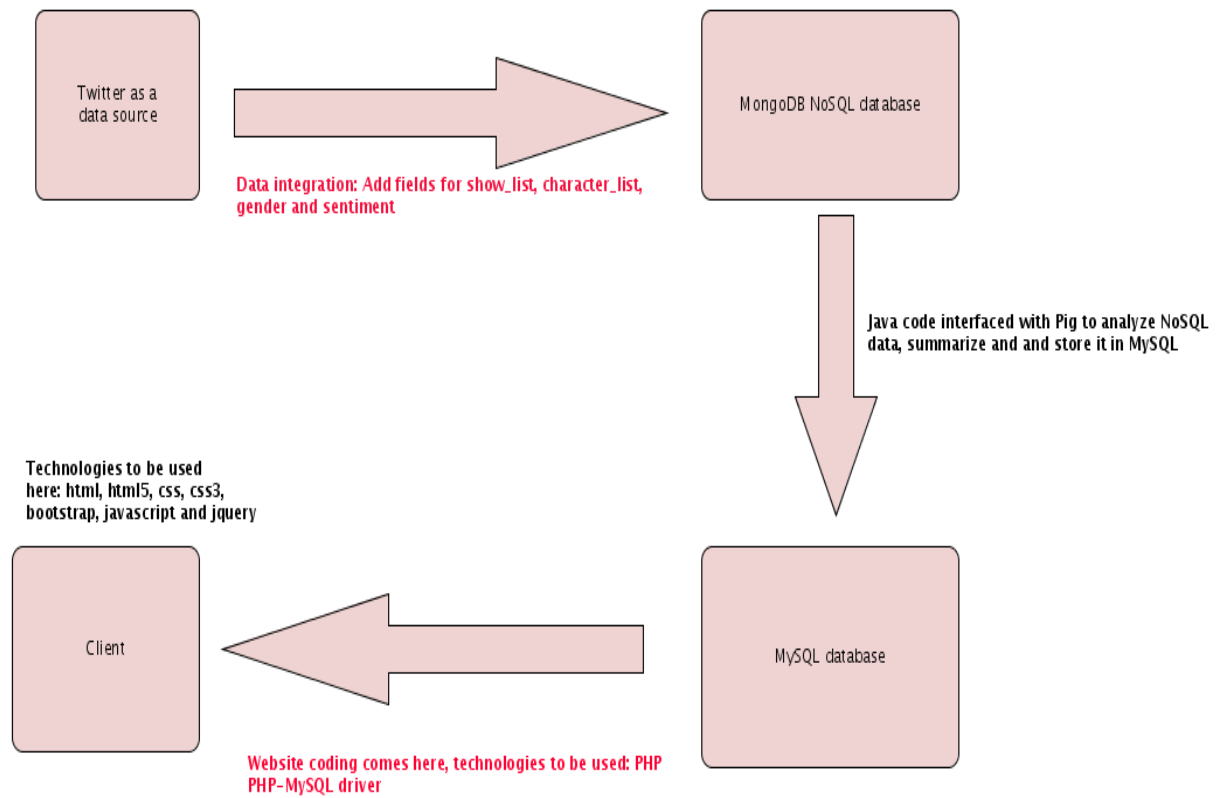 Twitter as a
data source
MongoDB NoSQL database
Data integration: Add fields for show_list, character_list,
gender and sentiment
Java code interfaced with Pig to analyze NoSQL
data, summarize and and store it in MySQL
Technologies to be used
here: html, html5, css, css3,
bootstrap, javascript and jquery
Client
MySQL database
Website coding comes here, technologies to be used: PHP
PHP-MySQL driver